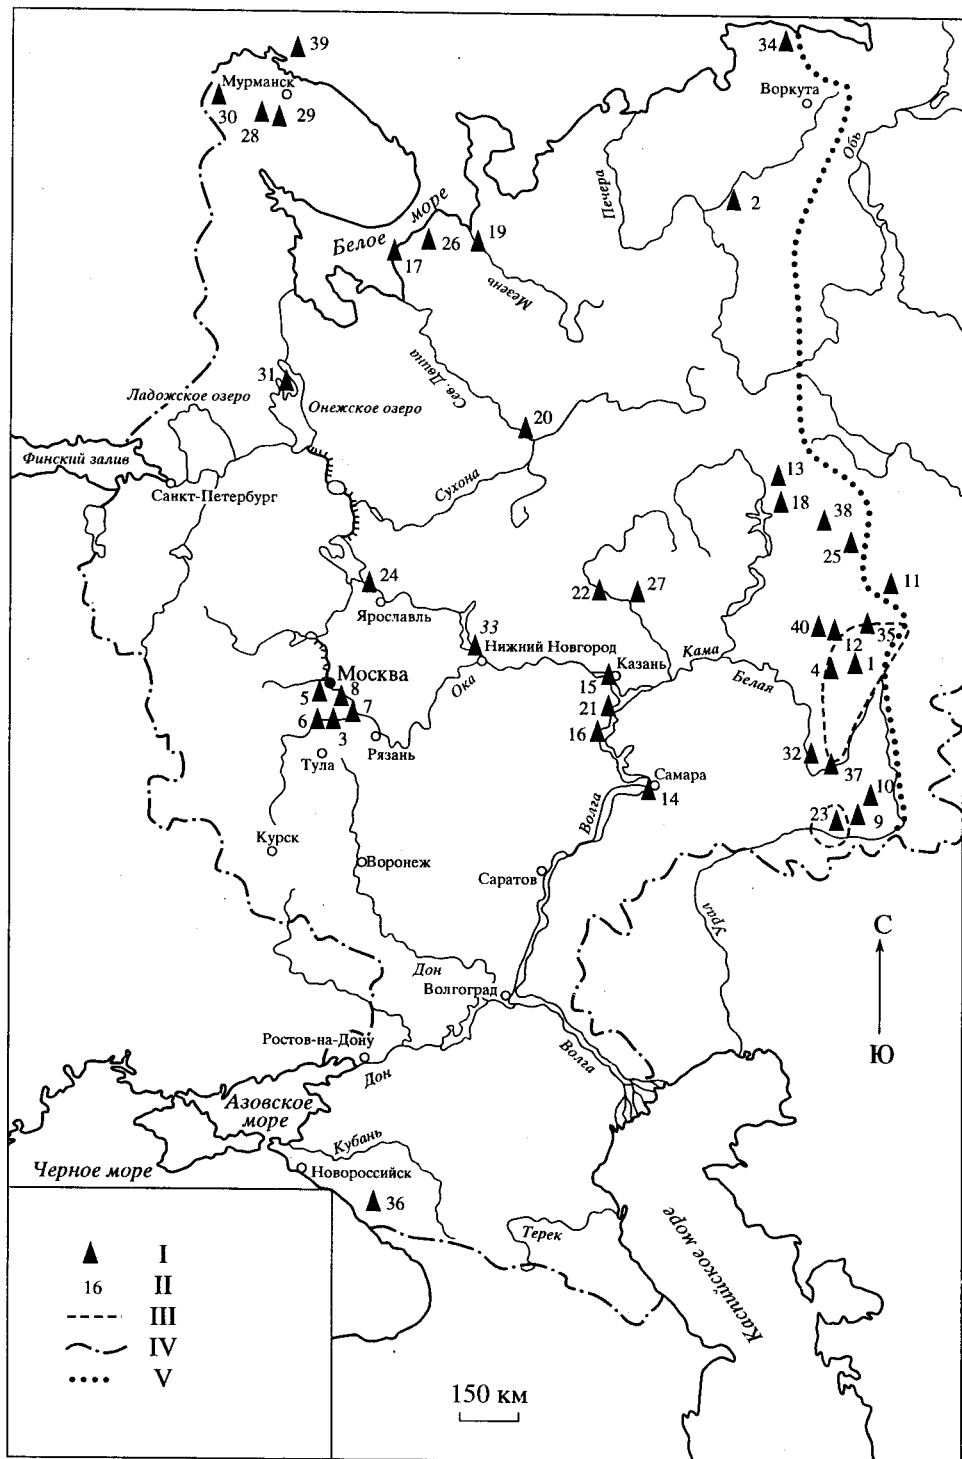 39
34
Мурманск
Воркута
30
28
29
Обь
Печера
2
Белое море
17
26
19
Мезень
31
Ладожское озеро
Онежское озеро
Сев. Двина
20
Финский залив
Санкт-Петербург
Сухона
13
18
38
25
24
Ярославль
22
27
11
33
Нижний Новгород
40
12
35
Москва
Ока
15
Казань
Кама
Белая
4
1
5
8
7
6
3
Рязань
Тула
21
16
32
37
Самара
14
10
23
9
Волга
Курск
Воронеж
Саратов
Урал
С
Ю
Дон
Волгоград
Ростов-на-Дону
Дон
Волга
Азовское
море
Кубань
Черное море
Новороссийск
36
Терек
Каспийское море
I
16 II
III
IV
V
150 км